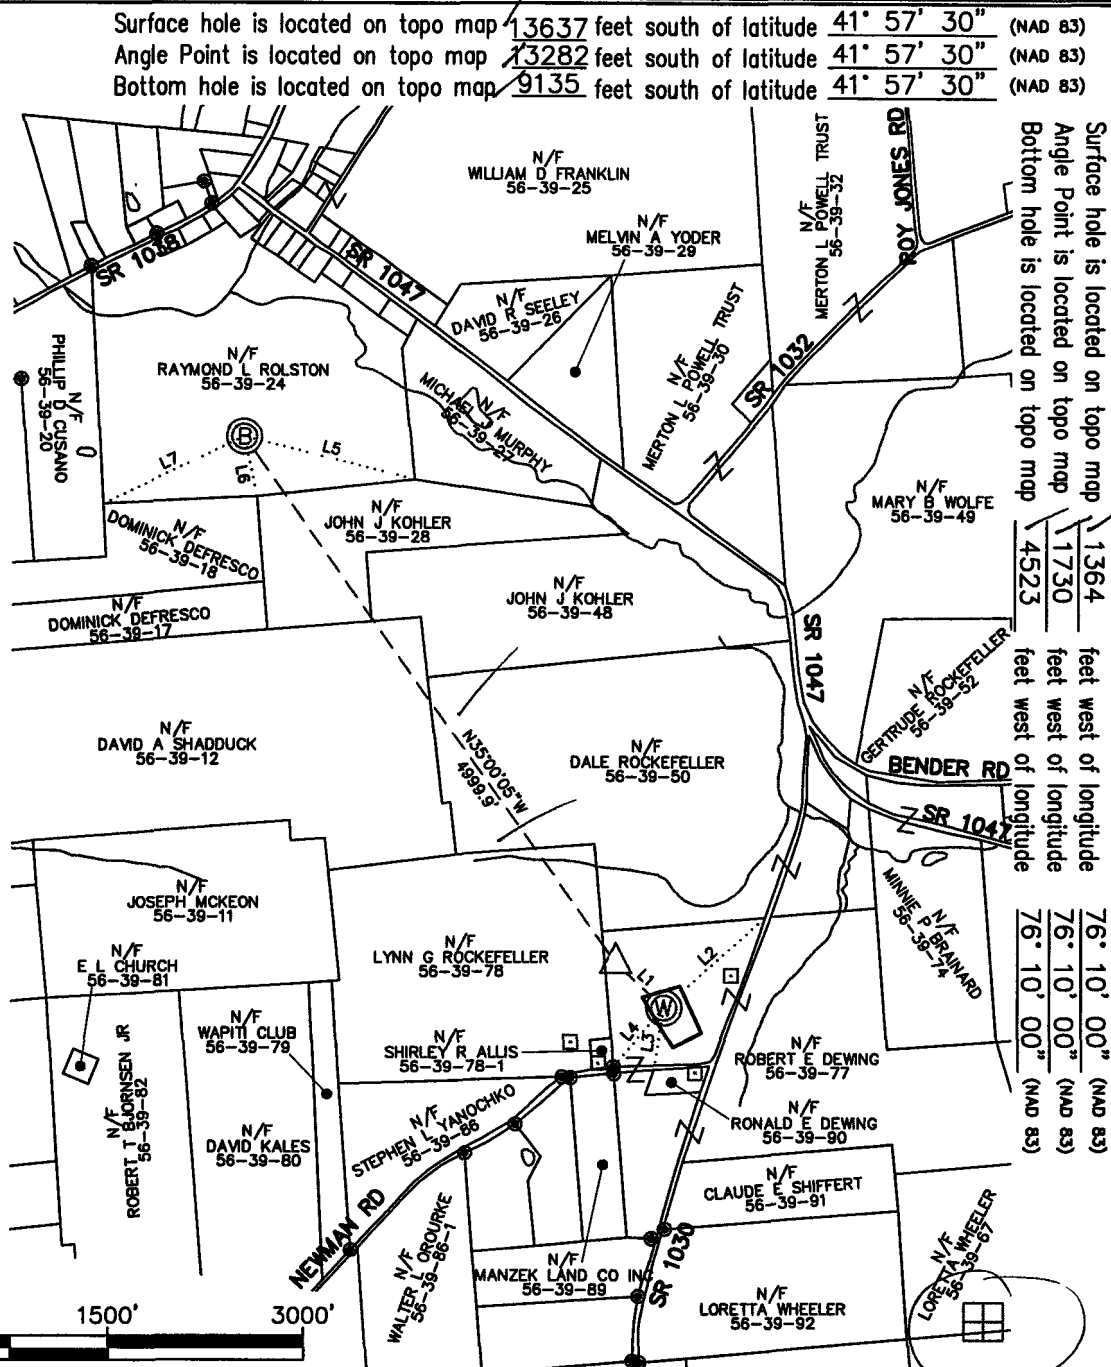 Surface hole is located on topo map 13637 feet south of latitude 41° 57' 30" (NAD 83)
Angle Point is located on topo map 13282 feet south of latitude 41° 57' 30" (NAD 83)
Bottom hole is located on topo map 9135 feet south of latitude 41° 57' 30" (NAD 83)
Surface hole is located on topo map 1364 feet west of longitude 76° 10' 00" (NAD 83)
Angle Point is located on topo map 1730 feet west of longitude 76° 10' 00" (NAD 83)
Bottom hole is located on topo map 4523 feet west of longitude 76° 10' 00" (NAD 83)
N/F
WILLIAM D FRANKLIN
56-39-25
N/F
MERTON L POWELL TRUST
56-39-32
ROY JONES RD
N/F
MELVIN A YODER
56-39-29
SR 1038
SR 1047
N/F
DAVID R SEELEY
56-39-26
N/F
MERTON L POWELL TRUST
56-39-30
SR 1032
N/F
PHILLIP D CUSANO
56-39-20
N/F
RAYMOND L ROLSTON
56-39-24
N/F
MICHAEL J MURPHY
56-39-27
B
L7
L6
L5
N/F
MARY B WOLFE
56-39-49
N/F
DOMINICK DEFRESCO
56-39-18
N/F
JOHN J KOHLER
56-39-28
N/F
DOMINICK DEFRESCO
56-39-17
N/F
JOHN J KOHLER
56-39-48
SR 1047
N/F
GERTRUDE ROCKEFELLER
56-39-52
N/F
DAVID A SHADDUCK
56-39-12
N35°00'05"W
4999.9'
N/F
DALE ROCKEFELLER
56-39-50
BENDER RD
SR 1047
N/F
JOSEPH MCKEON
56-39-11
N/F
MINNIE P BRAINARD
56-39-74
N/F
E L CHURCH
56-39-81
N/F
LYNN G ROCKEFELLER
56-39-78
L1
L2
W
L4
L3
N/F
WAPITI CLUB
56-39-79
N/F
SHIRLEY R ALLIS
56-39-78-1
N/F
ROBERT E DEWING
56-39-77
N/F
ROBERT T BJORNSEN JR
56-39-82
N/F
DAVID KALES
56-39-80
N/F
STEPHEN L YANOCHKO
56-39-86
N/F
RONALD E DEWING
56-39-90
N/F
CLAUDE E SHIFFERT
56-39-91
NEWMAN RD
N/F
WALTER L OROURKE
56-39-86-1
N/F
MANZEK LAND CO INC
56-39-89
SR 1030
N/F
LORETTA WHEELER
56-39-67
N/F
LORETTA WHEELER
56-39-92
1500' 3000'